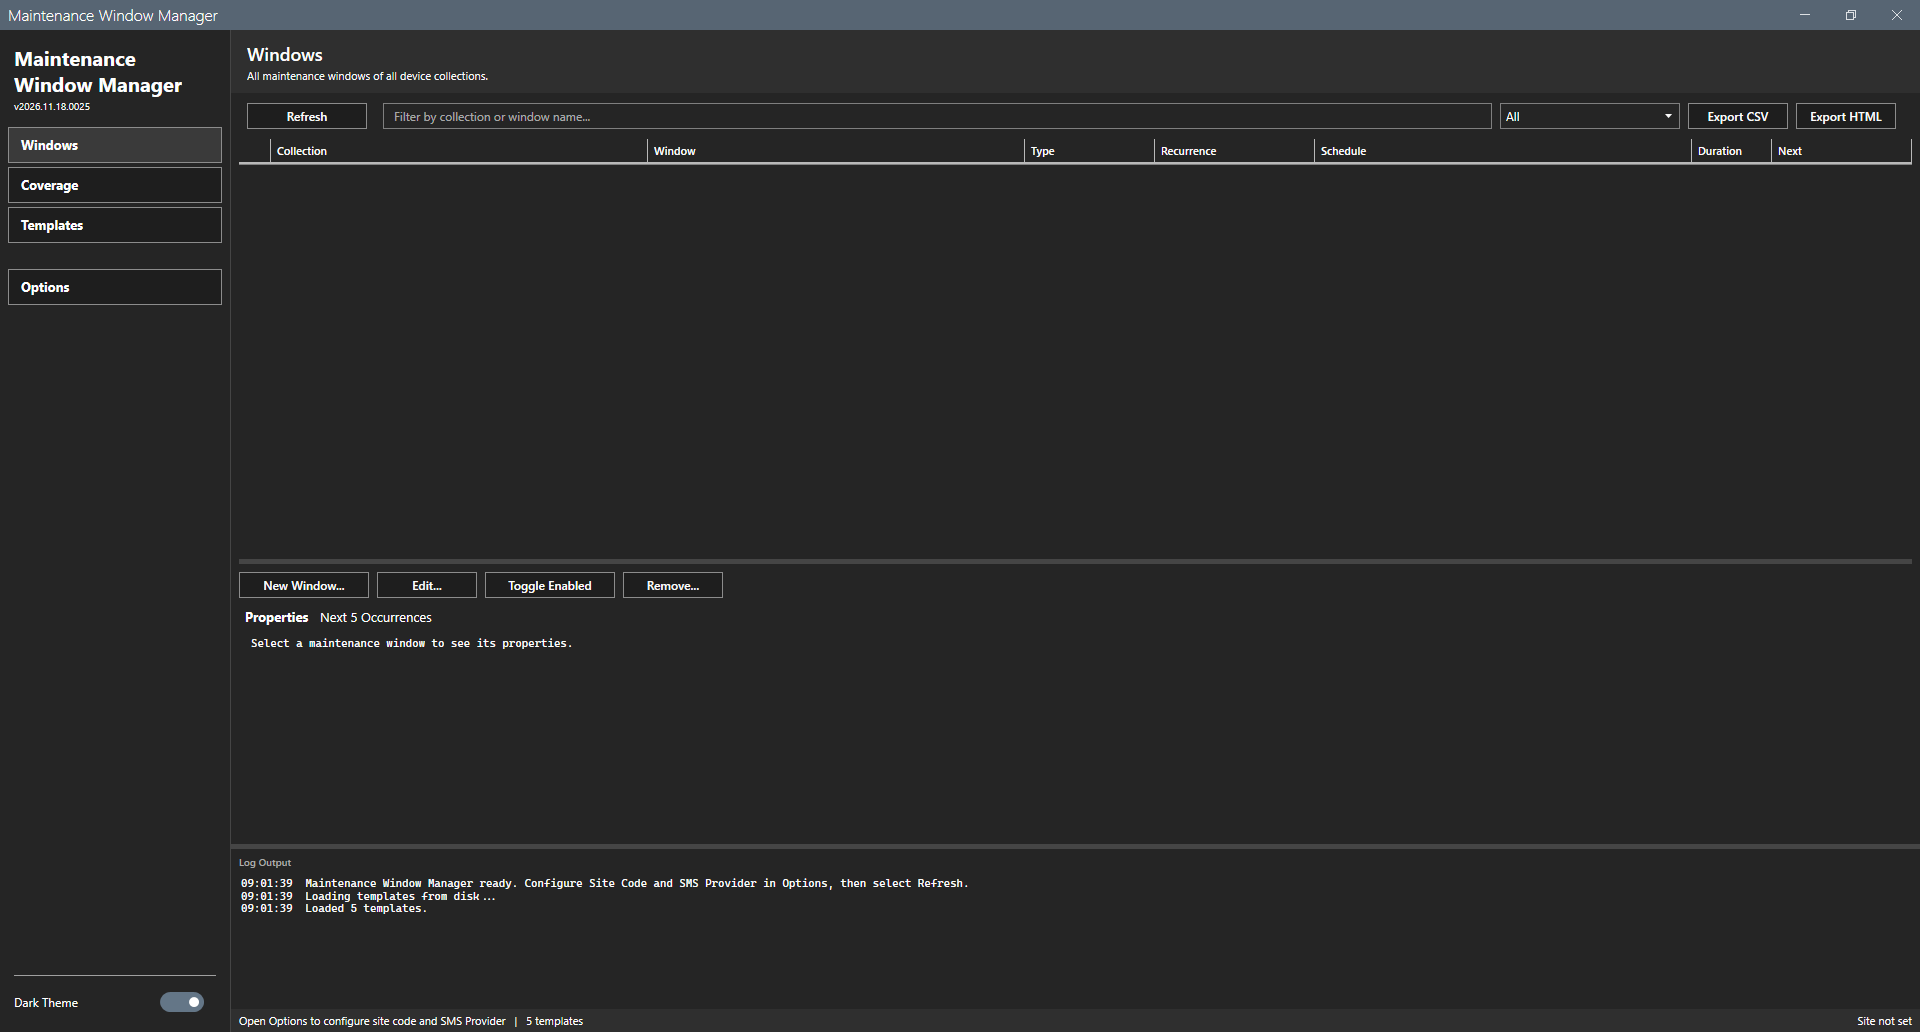 Maintenance Window Manager
Maintenance
Window Manager
v2026.11.18.0025
Windows
Coverage
Templates
Options
Dark Theme
Windows
All maintenance windows of all device collections.
Refresh
Filter by collection or window name...
All
Export CSV
Export HTML
Collection
Window
Type
Recurrence
Schedule
Duration
Next
New Window...
Edit...
Toggle Enabled
Remove...
Properties
Next 5 Occurrences
Select a maintenance window to see its properties.
Log Output
09:01:39 Maintenance Window Manager ready. Configure Site Code and SMS Provider in Options, then select Refresh.
09:01:39 Loading templates from disk...
09:01:39 Loaded 5 templates.
Open Options to configure site code and SMS Provider | 5 templates
Site not set